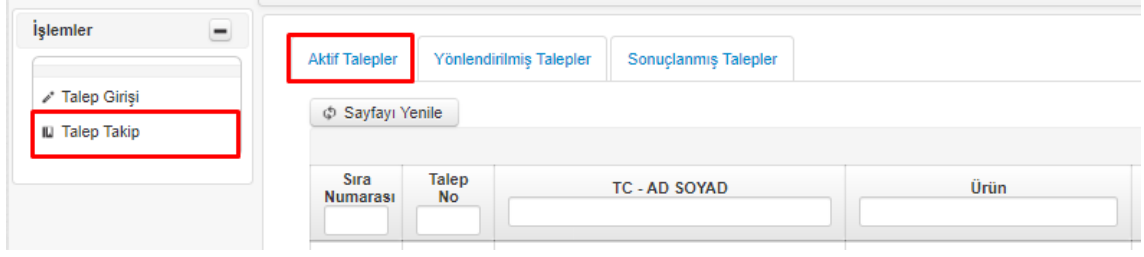 İşlemler
Talep Girişi
Talep Takip
Aktif Talepler Yönlendirilmiş Talepler Sonuçlanmış Talepler
Sayfayı Yenile
Sıra Numarası
Talep No
TC - AD SOYAD
Ürün